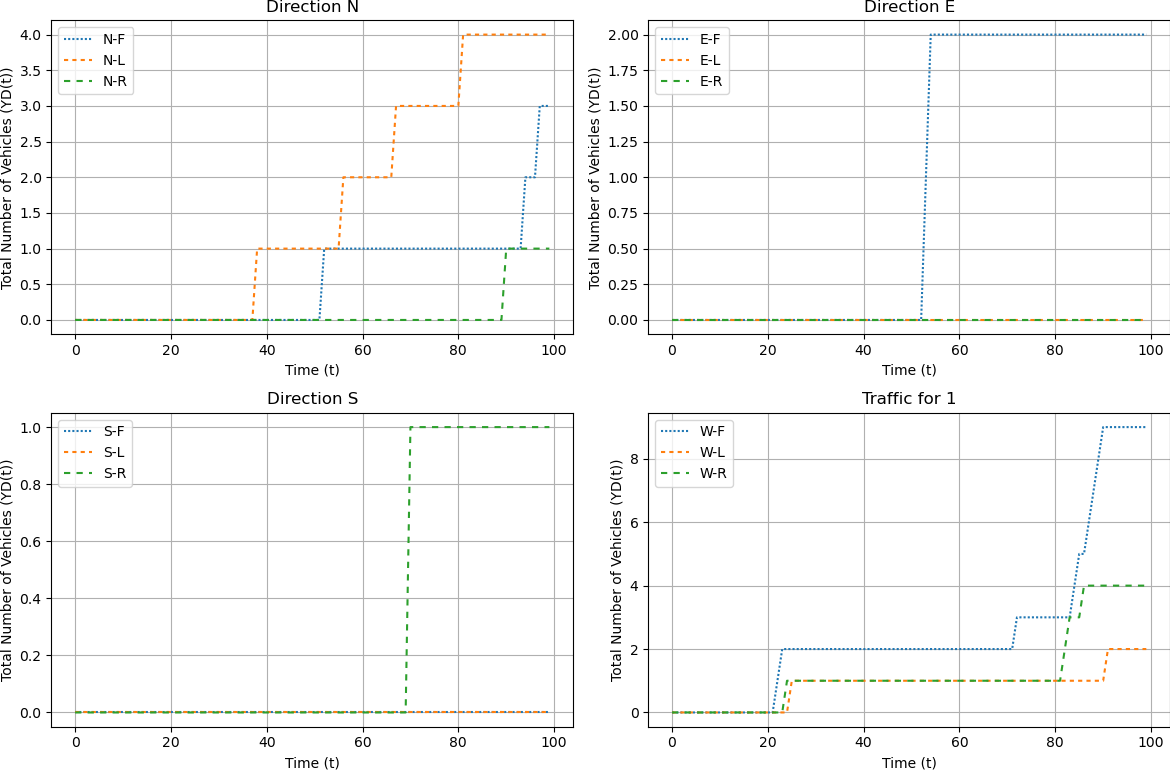 Direction N
Total Number of Vehicles (YD(t))
4.0
3.5
3.0
2.5
2.0
1.5
1.0
0.5
0.0
N-F
N-L
N-R
0 20 40 60 80 100
Time (t)
Direction E
Total Number of Vehicles (YD(t))
2.00
1.75
1.50
1.25
1.00
0.75
0.50
0.25
0.00
E-F
E-L
E-R
0 20 40 60 80 100
Time (t)
Direction S
Total Number of Vehicles (YD(t))
1.0
0.8
0.6
0.4
0.2
0.0
S-F
S-L
S-R
0 20 40 60 80 100
Time (t)
Traffic for 1
Total Number of Vehicles (YD(t))
8
6
4
2
0
W-F
W-L
W-R
0 20 40 60 80 100
Time (t)